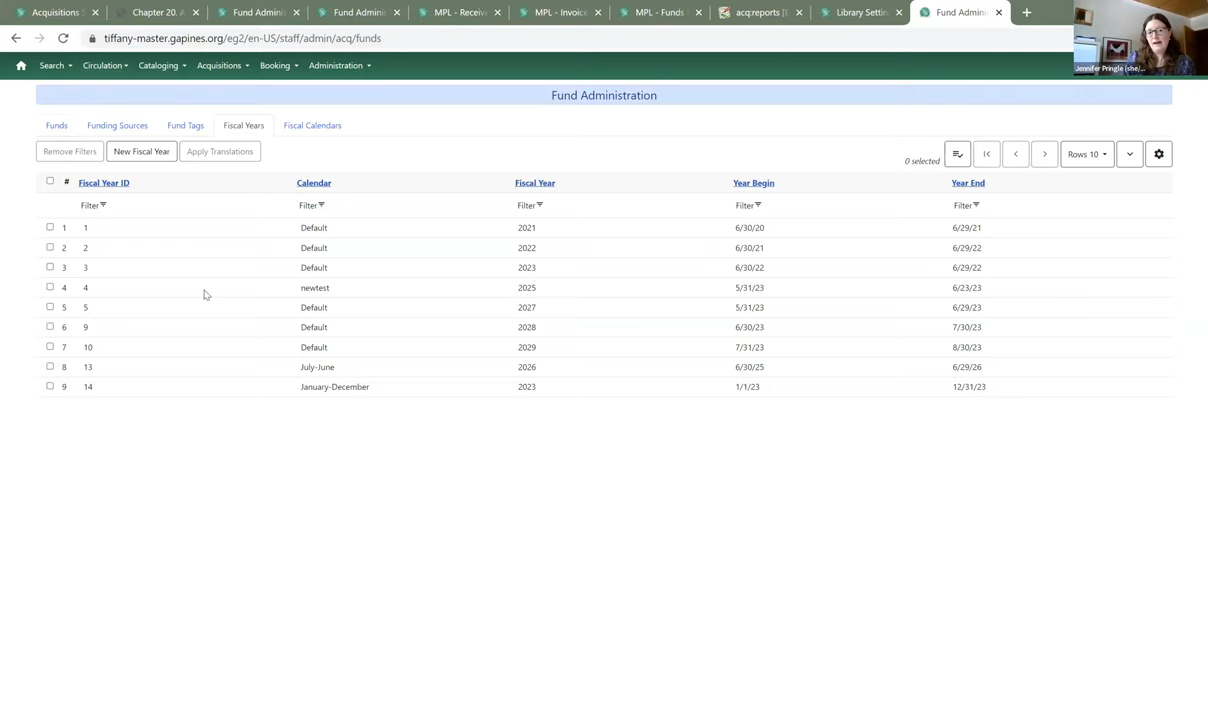 Acquisitions S
Chapter 20. A
Fund Adminis
Fund Adminis
MPL - Receiv
MPL - Invoice
MPL - Funds
acq:reports [E
Library Settin
Fund Adminis
tiffany-master.gapines.org/eg2/en-US/staff/admin/acq/funds
Jennifer Pringle (she/...
Search Circulation Cataloging Acquisitions Booking Administration
Fund Administration
Funds Funding Sources Fund Tags Fiscal Years Fiscal Calendars
Remove Filters New Fiscal Year Apply Translations 0 selected Rows 10
# Fiscal Year ID Calendar Fiscal Year Year Begin Year End
Filter Filter Filter Filter Filter
1 1 Default 2021 6/30/20 6/29/21
2 2 Default 2022 6/30/21 6/29/22
3 3 Default 2023 6/30/22 6/29/22
4 4 newtest 2025 5/31/23 6/23/23
5 5 Default 2027 5/31/23 6/29/23
6 9 Default 2028 6/30/23 7/30/23
7 10 Default 2029 7/31/23 8/30/23
8 13 July-June 2026 6/30/25 6/29/26
9 14 January-December 2023 1/1/23 12/31/23